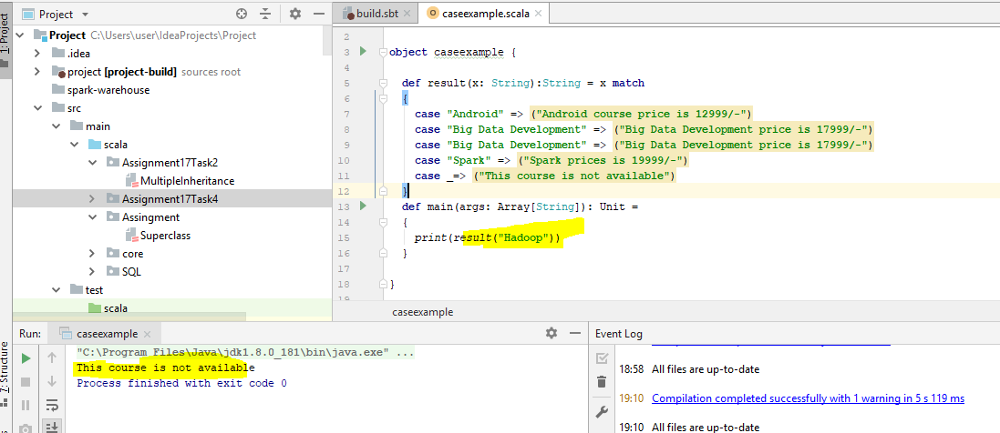 Project
build.sbt
caseexample.scala
1: Project
Project C:\Users\user\IdeaProjects\Project
.idea
project [project-build] sources root
spark-warehouse
src
main
scala
Assignment17Task2
MultipleInheritance
Assignment17Task4
Assingment
Superclass
core
SQL
test
scala
2
3 object caseexample {
4
5 def result(x: String):String = x match
6 {
7 case "Android" => ("Android course price is 12999/-")
8 case "Big Data Development" => ("Big Data Development price is 17999/-")
9 case "Big Data Development" => ("Big Data Development price is 17999/-")
10 case "Spark" => ("Spark prices is 19999/-")
11 case _=> ("This course is not available")
12 }
13 def main(args: Array[String]): Unit =
14 {
15 print(result("Hadoop"))
16 }
17
18 }
19
caseexample
Run: caseexample
"C:\Program Files\Java\jdk1.8.0_181\bin\java.exe" ...
This course is not available
Process finished with exit code 0
7: Structure
Event Log
18:58 All files are up-to-date
19:10 Compilation completed successfully with 1 warning in 5 s 119 ms
19:10 All files are up-to-date